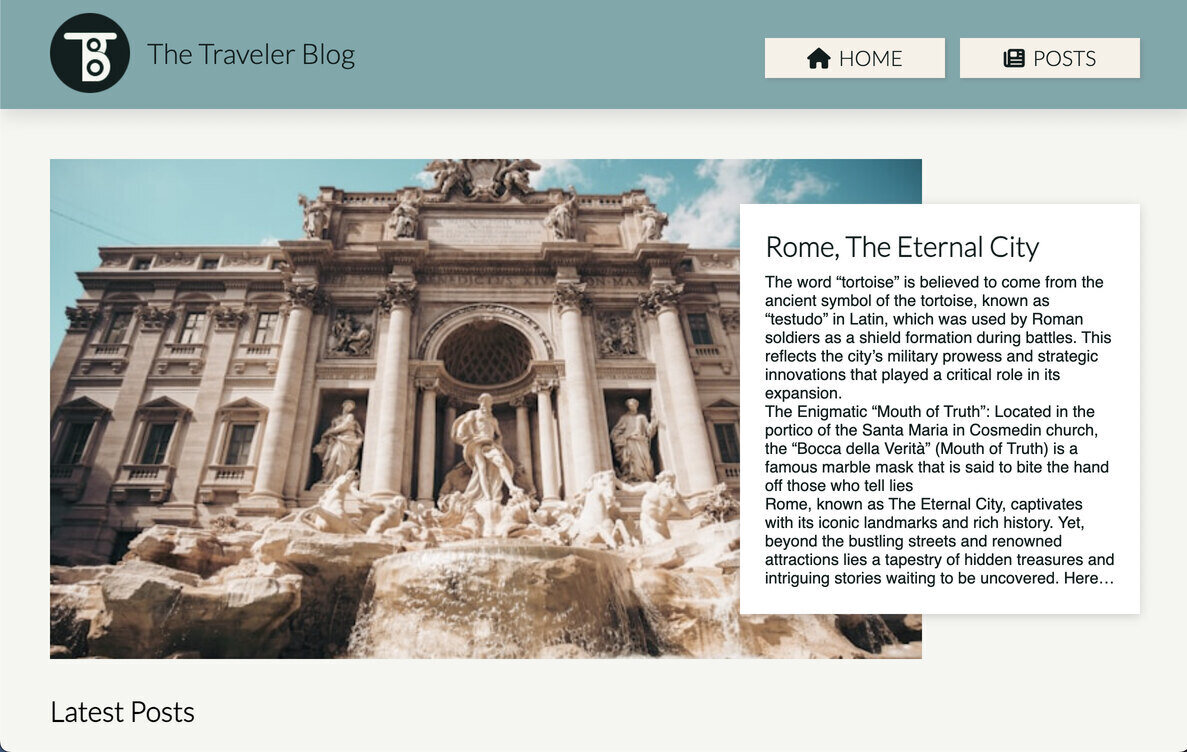 TB
The Traveler Blog
HOME
POSTS
Rome, The Eternal City
The word “tortoise” is believed to come from the
ancient symbol of the tortoise, known as
“testudo” in Latin, which was used by Roman
soldiers as a shield formation during battles. This
reflects the city’s military prowess and strategic
innovations that played a critical role in its
expansion.
The Enigmatic “Mouth of Truth”: Located in the
portico of the Santa Maria in Cosmedin church,
the “Bocca della Verità” (Mouth of Truth) is a
famous marble mask that is said to bite the hand
off those who tell lies
Rome, known as The Eternal City, captivates
with its iconic landmarks and rich history. Yet,
beyond the bustling streets and renowned
attractions lies a tapestry of hidden treasures and
intriguing stories waiting to be uncovered. Here…
Latest Posts